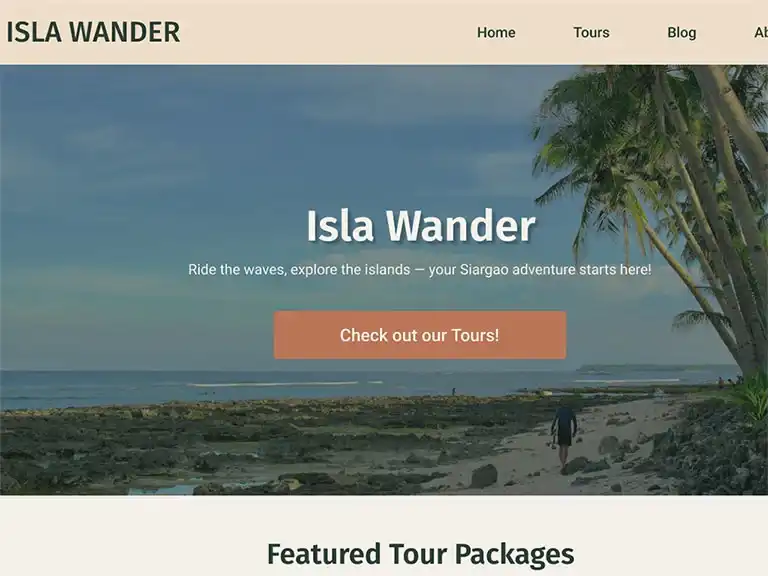 ISLA WANDER
Home Tours Blog Ab
Isla Wander
Ride the waves, explore the islands — your Siargao adventure starts here!
Check out our Tours!
Featured Tour Packages